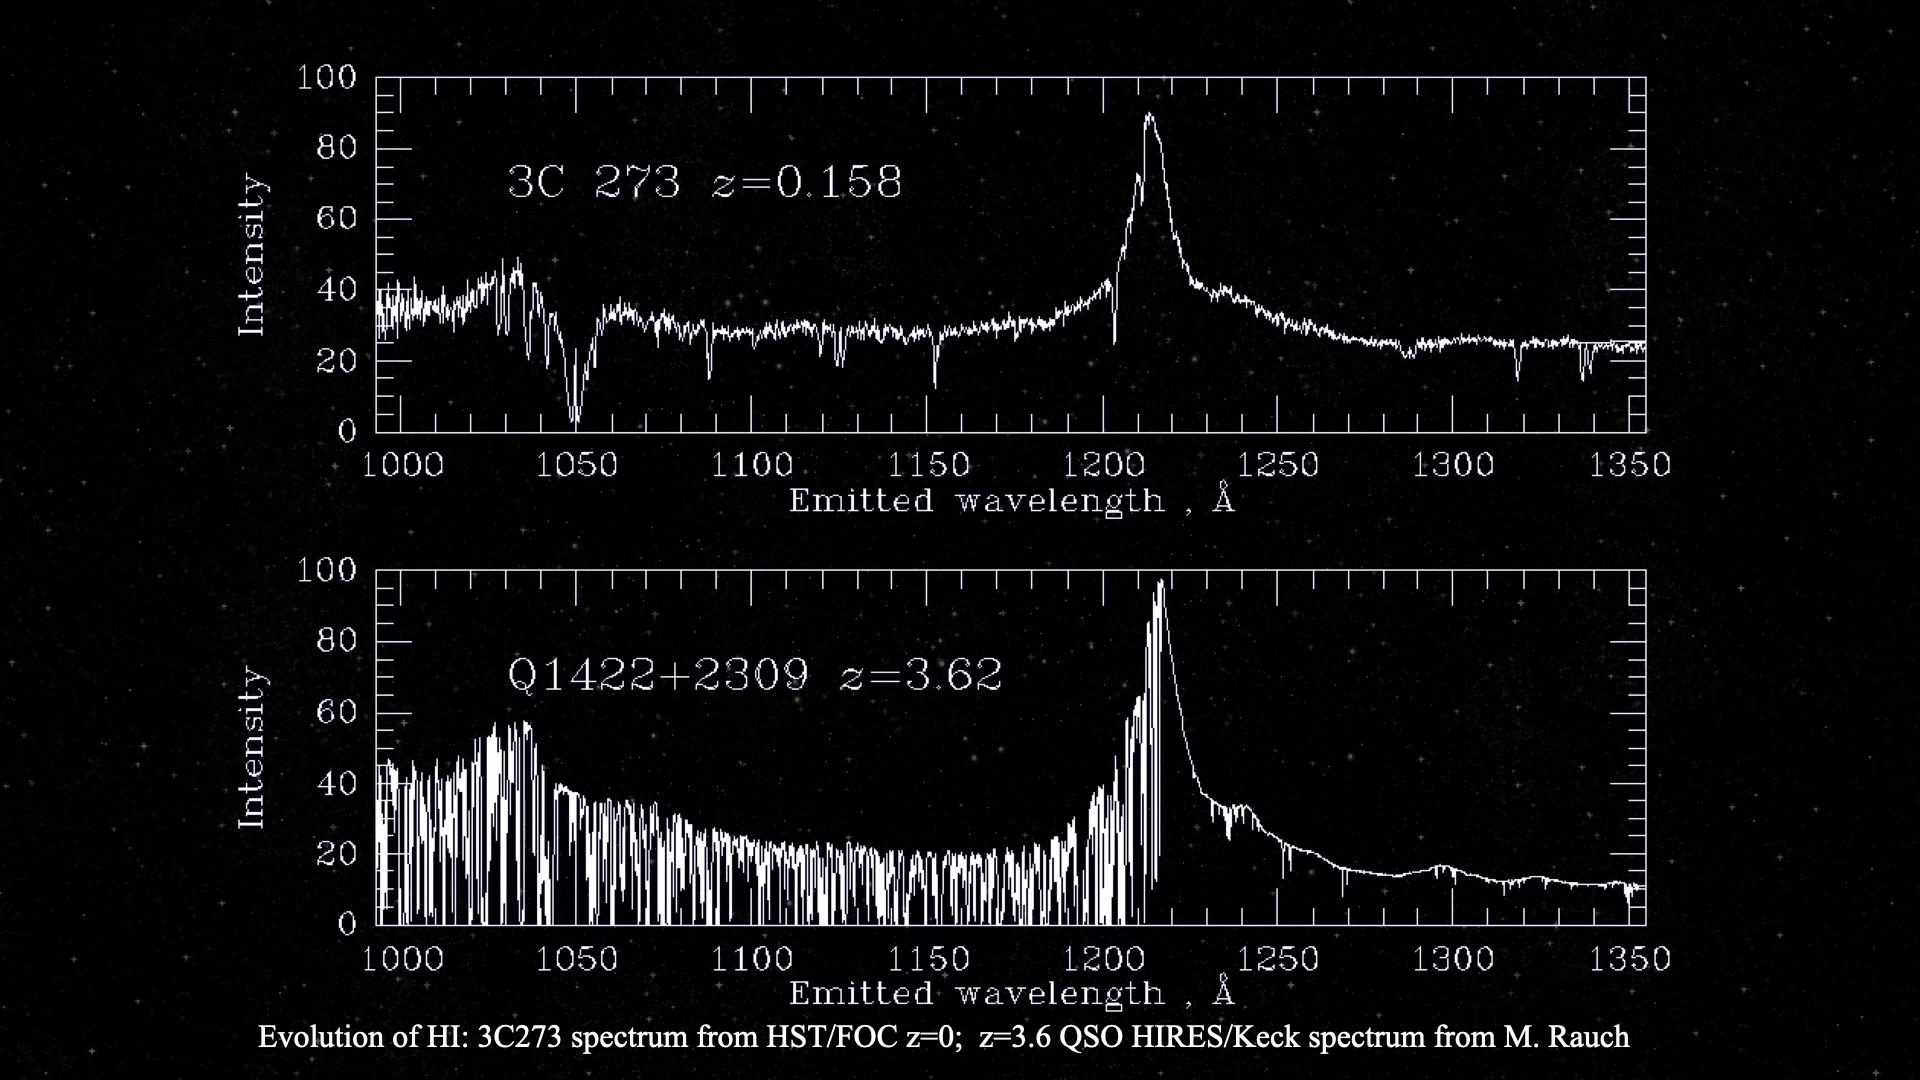 100
80
60
40
20
0
Intensity
3C 273 z=0.158
1000 1050 1100 1150 1200 1250 1300 1350
Emitted wavelength , Å
100
80
60
40
20
0
Intensity
Q1422+2309 z=3.62
1000 1050 1100 1150 1200 1250 1300 1350
Emitted wavelength , Å
Evolution of HI: 3C273 spectrum from HST/FOC z=0; z=3.6 QSO HIRES/Keck spectrum from M. Rauch